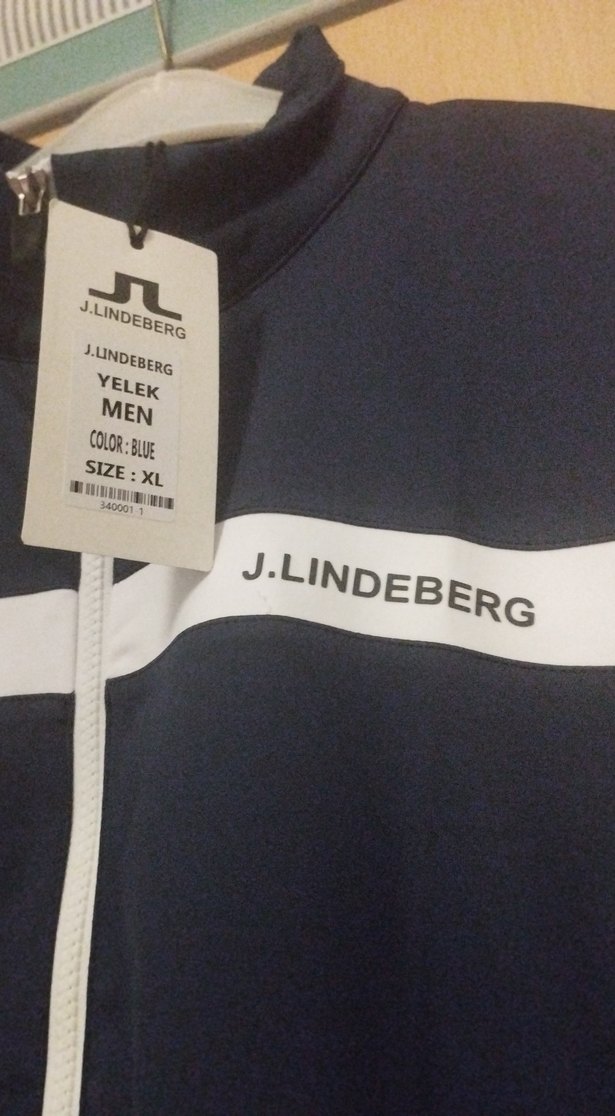 J.LINDEBERG
J.LINDEBERG
YELEK
MEN
COLOR : BLUE
SIZE : XL
340001 1
J.LINDEBERG